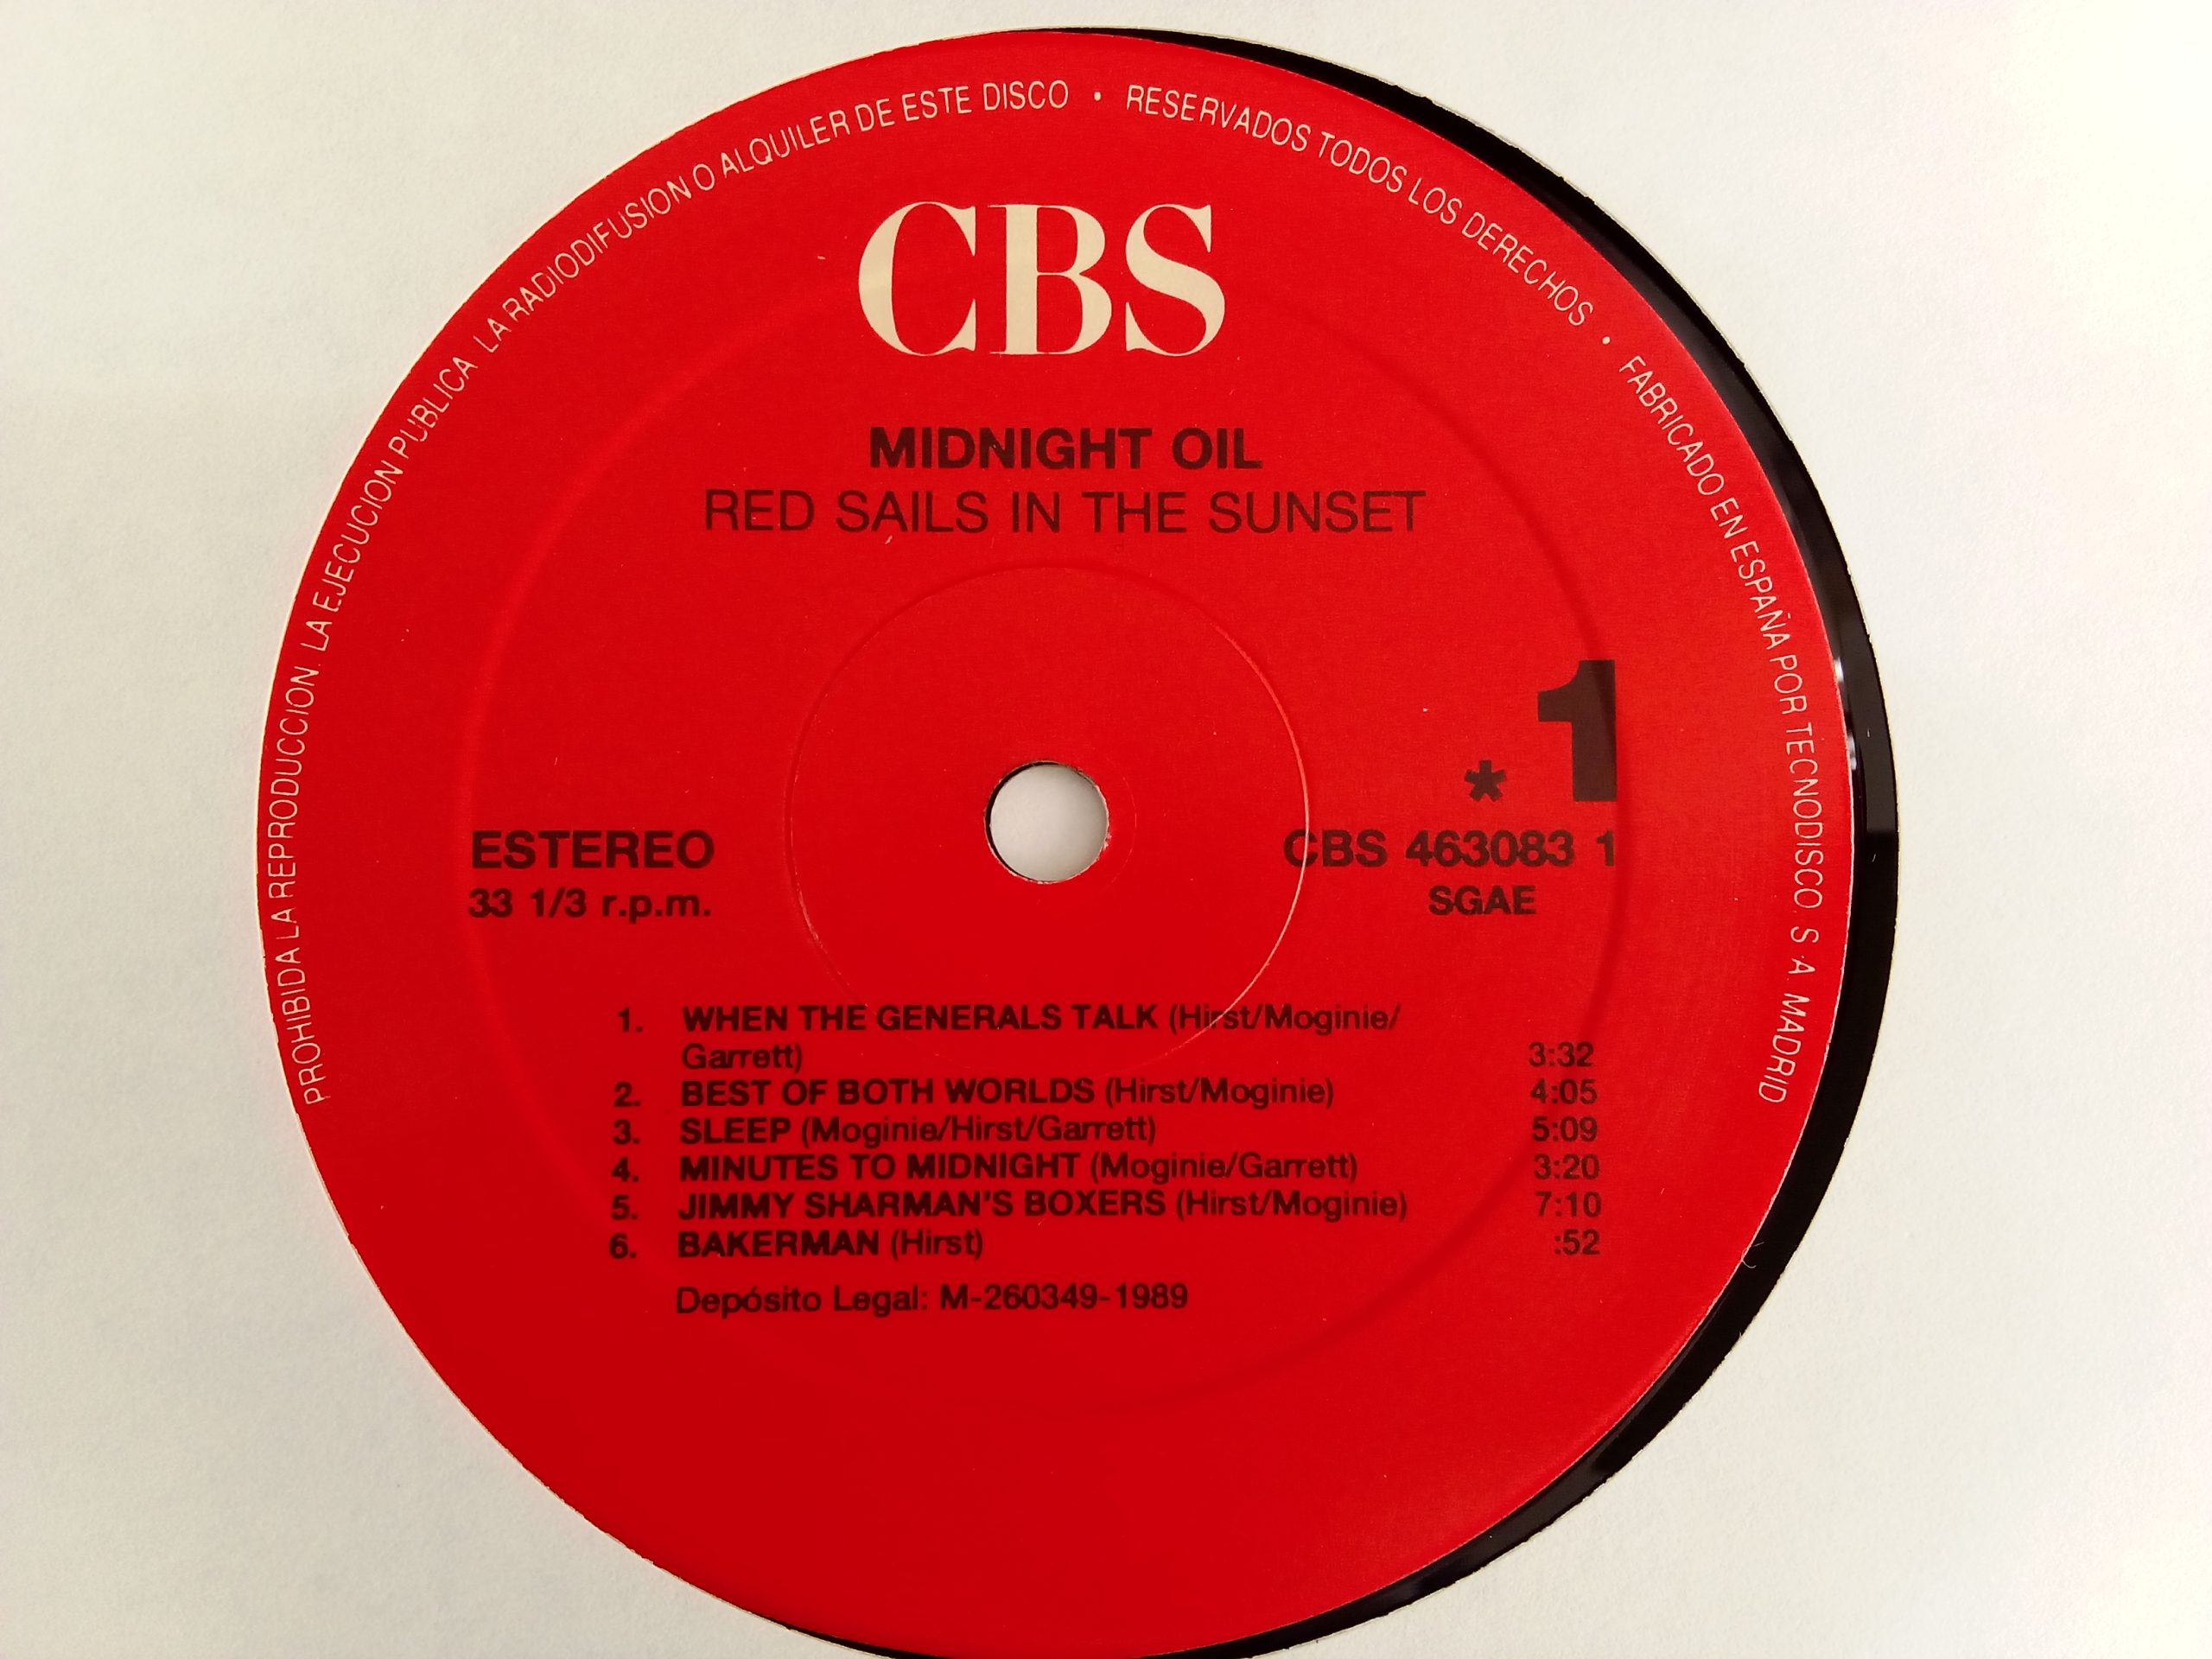 PROHIBIDA LA REPRODUCCION. LA EJECUCION PUBLICA LA RADIODIFUSION O ALQUILER DE ESTE DISCO • RESERVADOS TODOS LOS DERECHOS • FABRICADO EN ESPAÑA POR TECNODISCO. S. A. MADRID
CBS
MIDNIGHT OIL
RED SAILS IN THE SUNSET
* 1
ESTEREO CBS 463083 1
33 1/3 r.p.m. SGAE
1. WHEN THE GENERALS TALK (Hirst/Moginie/
Garrett) 3:32
2. BEST OF BOTH WORLDS (Hirst/Moginie) 4:05
3. SLEEP (Moginie/Hirst/Garrett) 5:09
4. MINUTES TO MIDNIGHT (Moginie/Garrett) 3:20
5. JIMMY SHARMAN'S BOXERS (Hirst/Moginie) 7:10
6. BAKERMAN (Hirst) :52
Depósito Legal: M-260349-1989